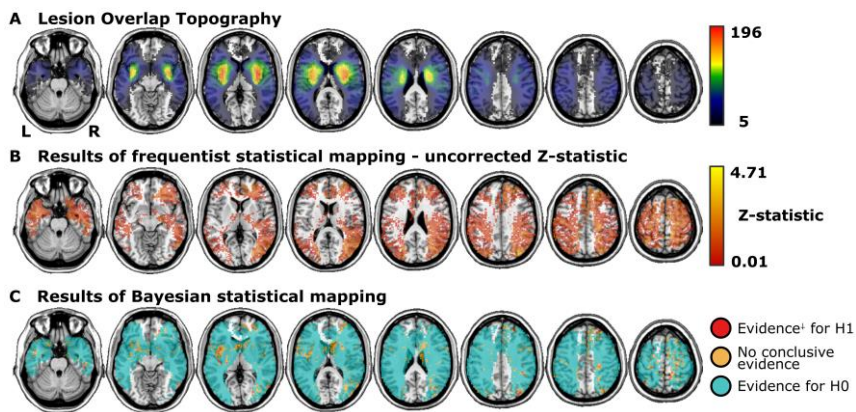 A Lesion Overlap Topography
196
5
L R
B Results of frequentist statistical mapping - uncorrected Z-statistic
4.71
Z-statistic
0.01
C Results of Bayesian statistical mapping
Evidence⁺ for H1
No conclusive
evidence
Evidence for H0